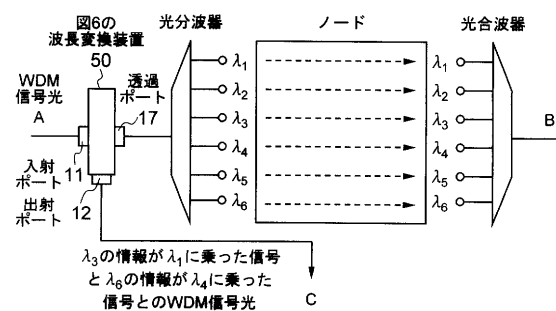 図6の
波長変換装置
50
光分波器
ノード
光合波器
WDM
信号光
A
透過
ポート
17
入射
ポート
11
出射
ポート
12
λ1
λ2
λ3
λ4
λ5
λ6
λ1
λ2
λ3
λ4
λ5
λ6
B
λ3の情報がλ1に乗った信号
とλ6の情報がλ4に乗った
信号とのWDM信号光
C